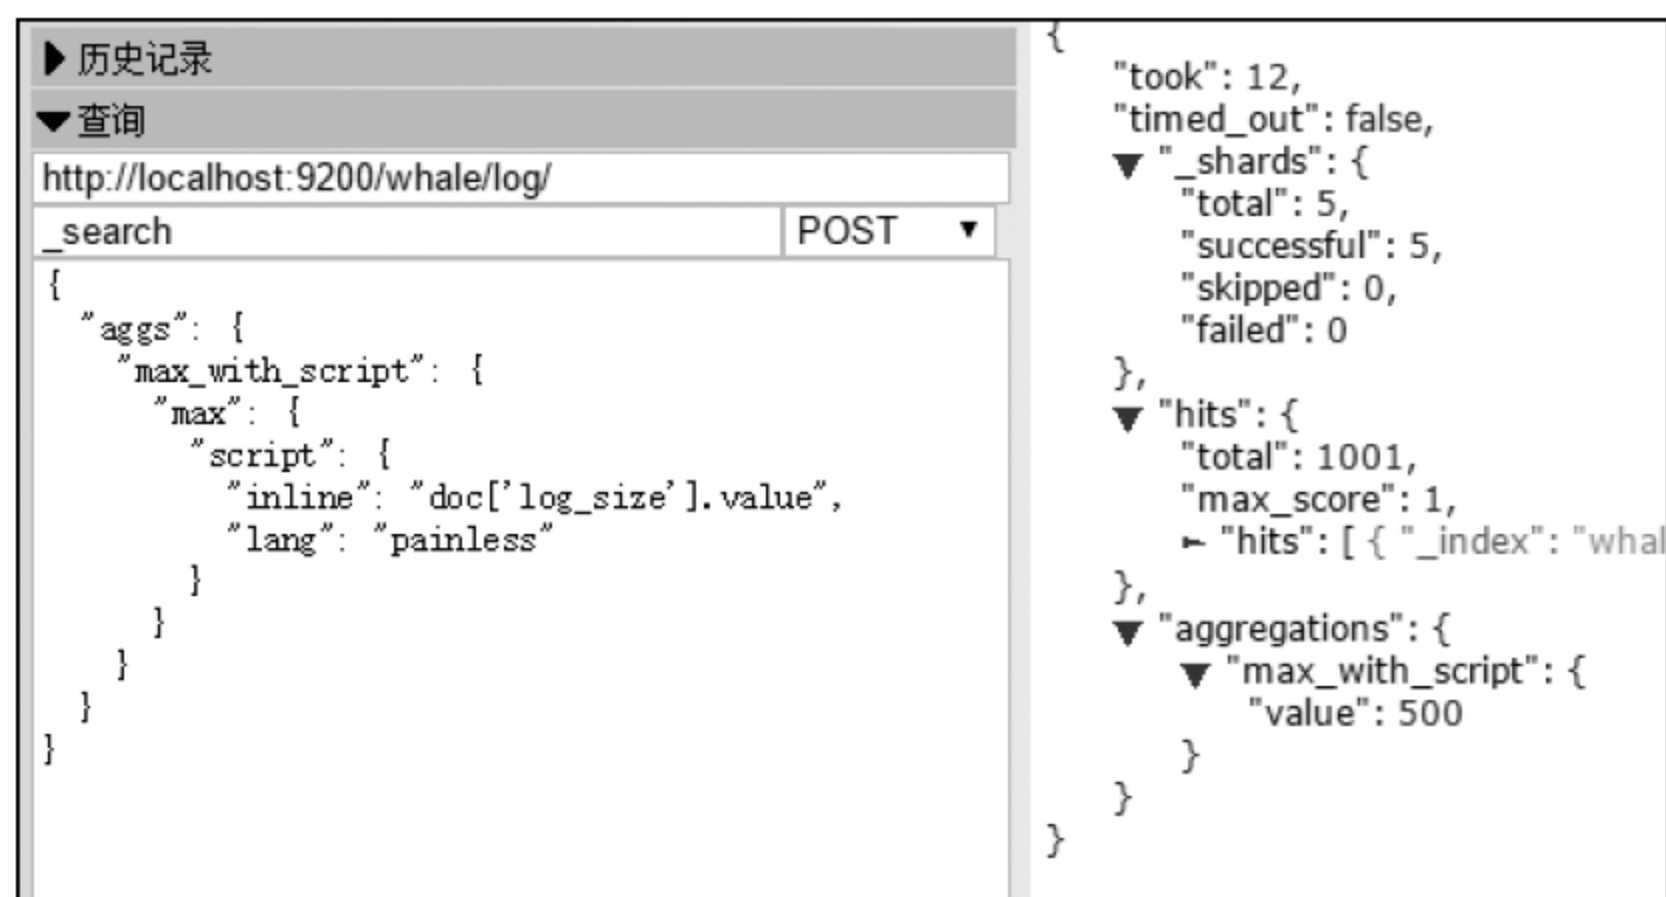 历史记录
查询
http://localhost:9200/whale/log/
_search
POST
{
"aggs": {
"max_with_script": {
"max": {
"script": {
"inline": "doc['log_size'].value",
"lang": "painless"
}
}
}
}
}
{
"took": 12,
"timed_out": false,
"_shards": {
"total": 5,
"successful": 5,
"skipped": 0,
"failed": 0
},
"hits": {
"total": 1001,
"max_score": 1,
"hits": [ { "_index": "whal
},
"aggregations": {
"max_with_script": {
"value": 500
}
}
}